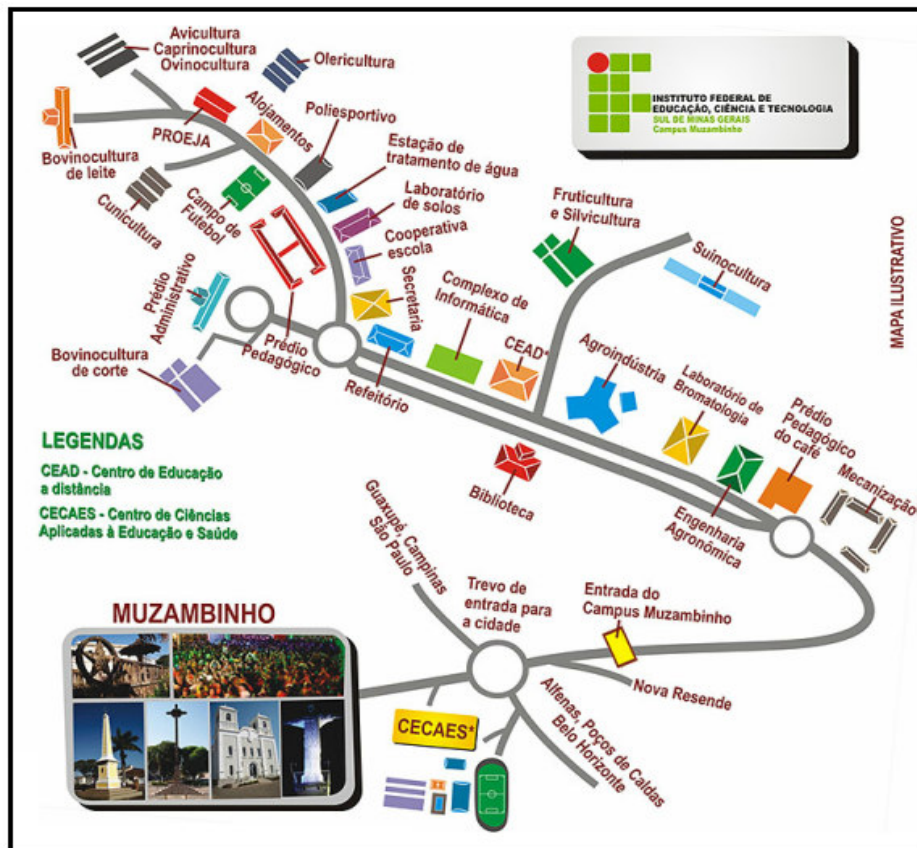 Avicultura
Caprinocultura
Ovinocultura
Olericultura
INSTITUTO FEDERAL DE
EDUCAÇÃO, CIÊNCIA E TECNOLOGIA
SUL DE MINAS GERAIS
Campus Muzambinho
PROEJA
Alojamentos
Poliesportivo
Bovinocultura
de leite
Estação de
tratamento de água
Cunicultura
Campo de
Futebol
Laboratório
de solos
Cooperativa
escola
Fruticultura
e Silvicultura
Suinocultura
MAPA ILUSTRATIVO
Prédio
Administrativo
Prédio
Pedagógico
Secretaria
Complexo de
Informática
CEAD*
Agroindústria
Laboratório de
Bromatologia
Prédio
Pedagógico
do café
Mecanização
Bovinocultura
de corte
Refeitório
Biblioteca
Engenharia
Agronômica
LEGENDAS
CEAD - Centro de Educação
a distância
CECAES - Centro de Ciências
Aplicadas à Educação e Saúde
Guaxupé, Campinas
São Paulo
Trevo de
entrada para
a cidade
Entrada do
Campus Muzambinho
MUZAMBINHO
Nova Resende
Alfenas, Poços de Caldas
Belo Horizonte
CECAES*